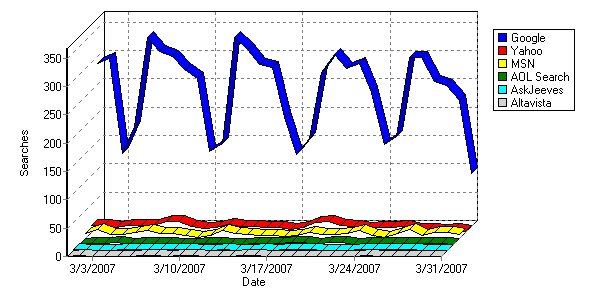 Searches
350
300
250
200
150
100
50
0
3/3/2007 3/10/2007 3/17/2007 3/24/2007 3/31/2007
Date
Google
Yahoo
MSN
AOL Search
AskJeeves
Altavista